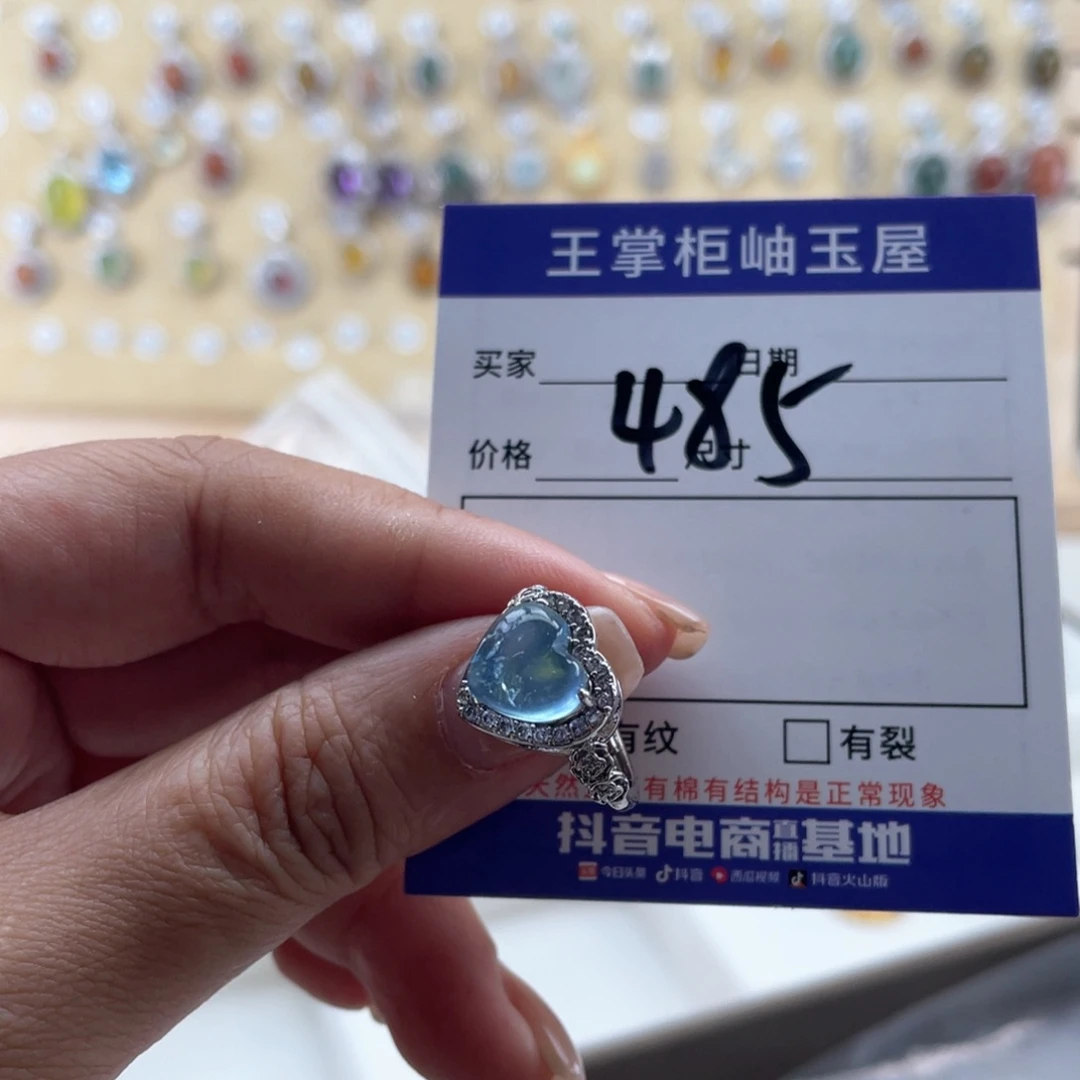 王掌柜岫玉屋
买家 日期
485
价格 尺寸
有纹 有裂
天然 有棉有结构是正常现象
抖音电商直播基地
今日头条 抖音 西瓜视频 抖音火山版